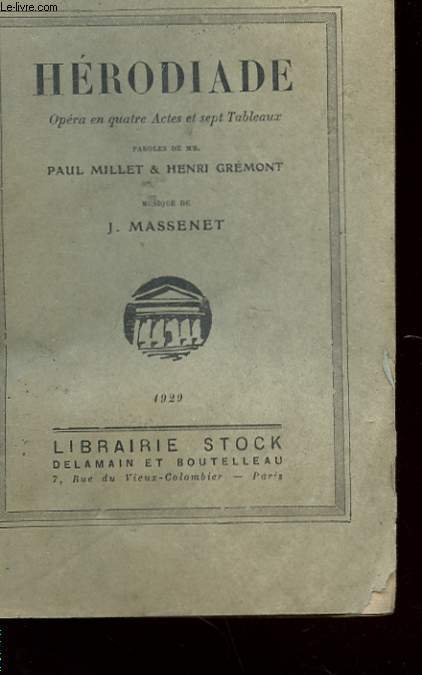 Le-livre.com
HÉRODIADE
Opéra en quatre Actes et sept Tableaux
PAROLES DE MM.
PAUL MILLET & HENRI GRÉMONT
MUSIQUE DE
J. MASSENET
1929
LIBRAIRIE STOCK
DELAMAIN ET BOUTELLEAU
7, Rue du Vieux-Colombier — Paris